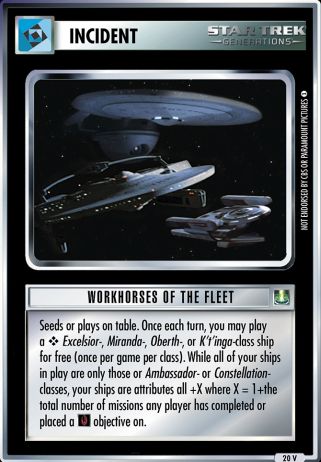 INCIDENT
STAR TREK
GENERATIONS
NOT ENDORSED BY CBS OR PARAMOUNT PICTURES
WORKHORSES OF THE FLEET
Seeds or plays on table. Once each turn, you may play
a ❖ Excelsior-, Miranda-, Oberth-, or K't'inga-class ship
for free (once per game per class). While all of your ships
in play are only those or Ambassador- or Constellation-
classes, your ships are attributes all +X where X = 1+the
total number of missions any player has completed or
placed a objective on.
20 V